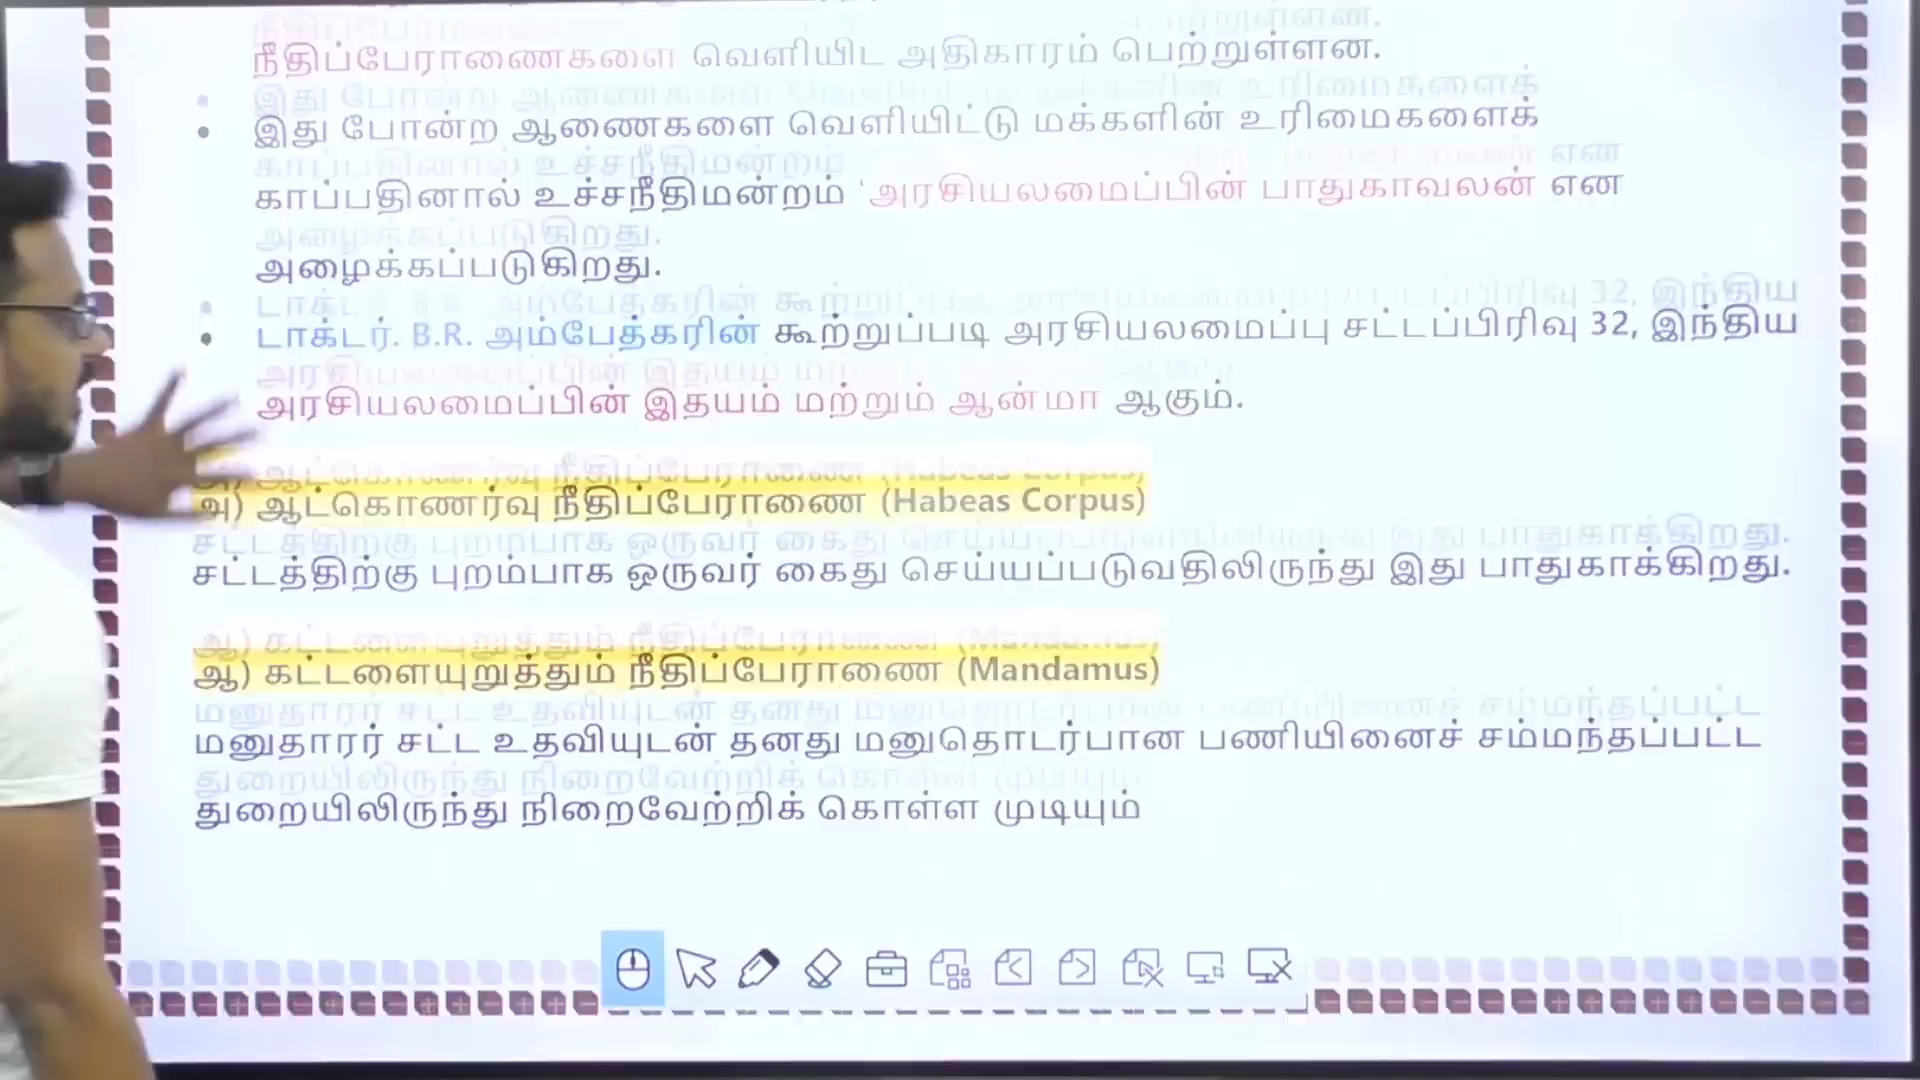 நீதிப்பேராணைகளை வெளியிட அதிகாரம் பெற்றுள்ளன.
• இது போன்ற ஆணைகளை வெளியிட்டு மக்களின் உரிமைகளைக்
காப்பதினால் உச்சநீதிமன்றம் 'அரசியலமைப்பின் பாதுகாவலன் என
அழைக்கப்படுகிறது.
• டாக்டர். B.R. அம்பேத்கரின் கூற்றுப்படி அரசியலமைப்பு சட்டப்பிரிவு 32, இந்திய
அரசியலமைப்பின் இதயம் மற்றும் ஆன்மா ஆகும்.
அ) ஆட்கொணர்வு நீதிப்பேராணை (Habeas Corpus)
சட்டத்திற்கு புறம்பாக ஒருவர் கைது செய்யப்படுவதிலிருந்து இது பாதுகாக்கிறது.
ஆ) கட்டளையுறுத்தும் நீதிப்பேராணை (Mandamus)
மனுதாரர் சட்ட உதவியுடன் தனது மனுதொடர்பான பணியினைச் சம்மந்தப்பட்ட
துறையிலிருந்து நிறைவேற்றிக் கொள்ள முடியும்